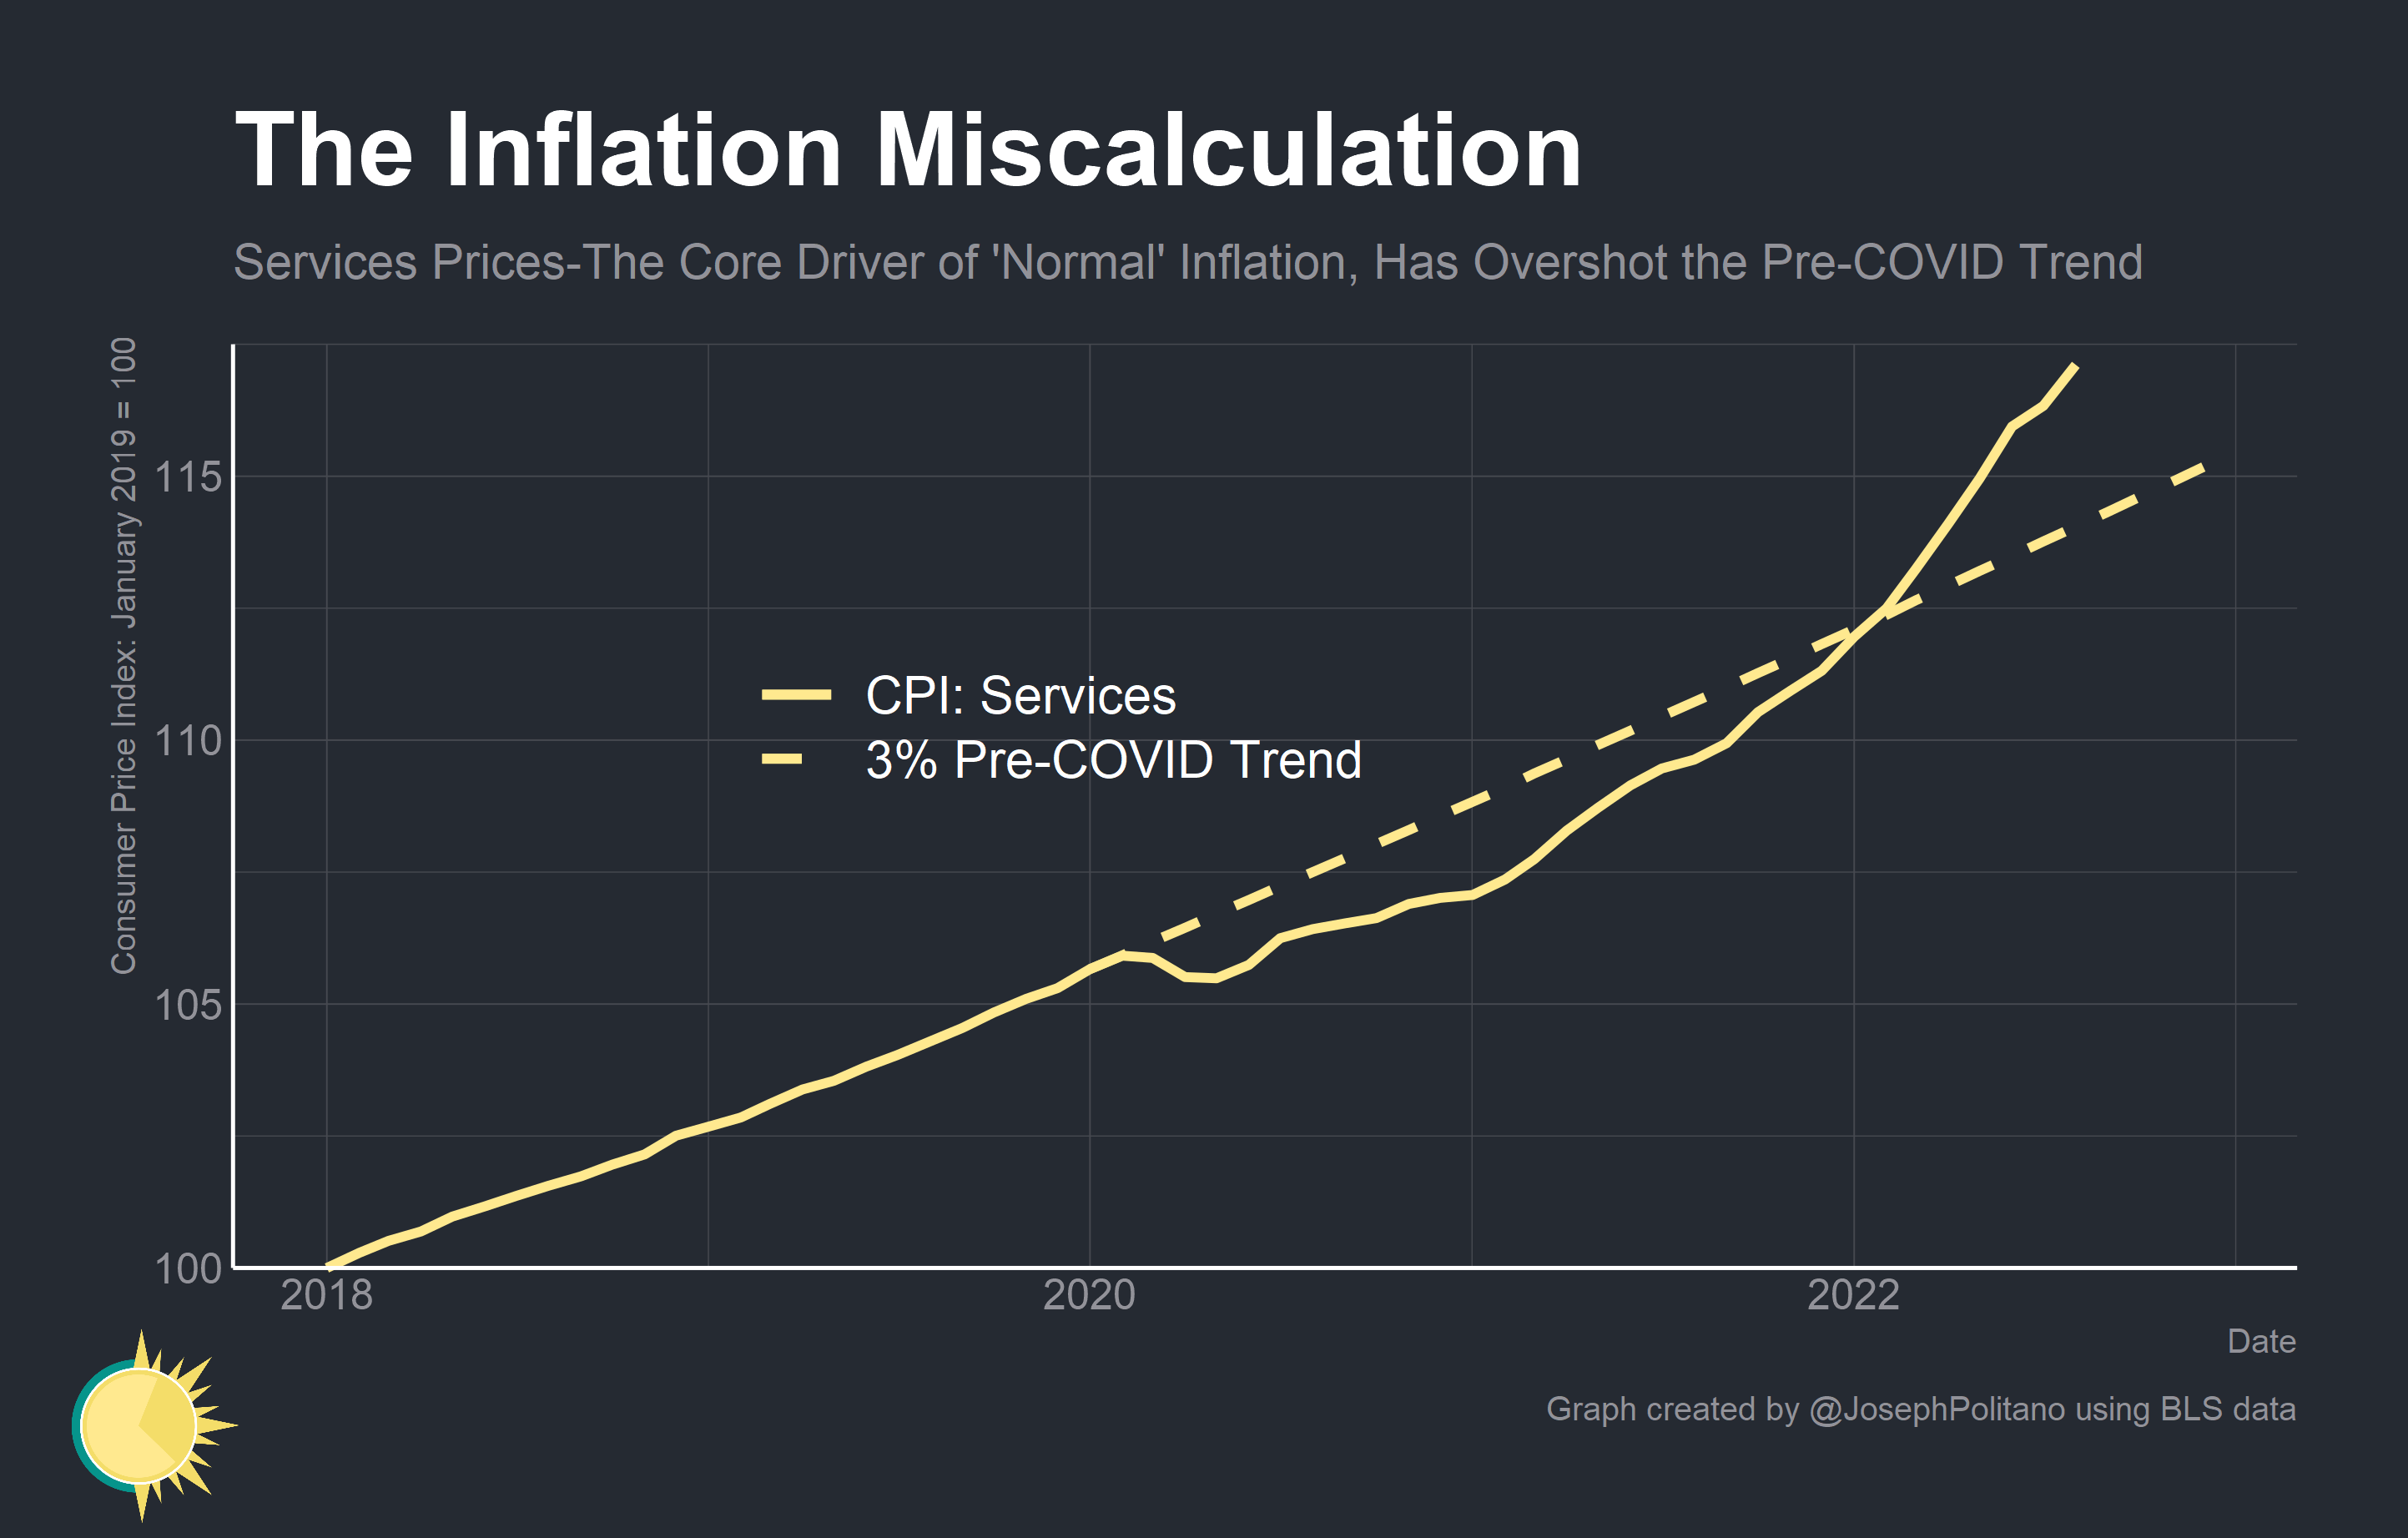 The Inflation Miscalculation
Services Prices-The Core Driver of 'Normal' Inflation, Has Overshot the Pre-COVID Trend
Consumer Price Index: January 2019 = 100
115
110
105
100
CPI: Services
3% Pre-COVID Trend
2018
2020
2022
Date
Graph created by @JosephPolitano using BLS data